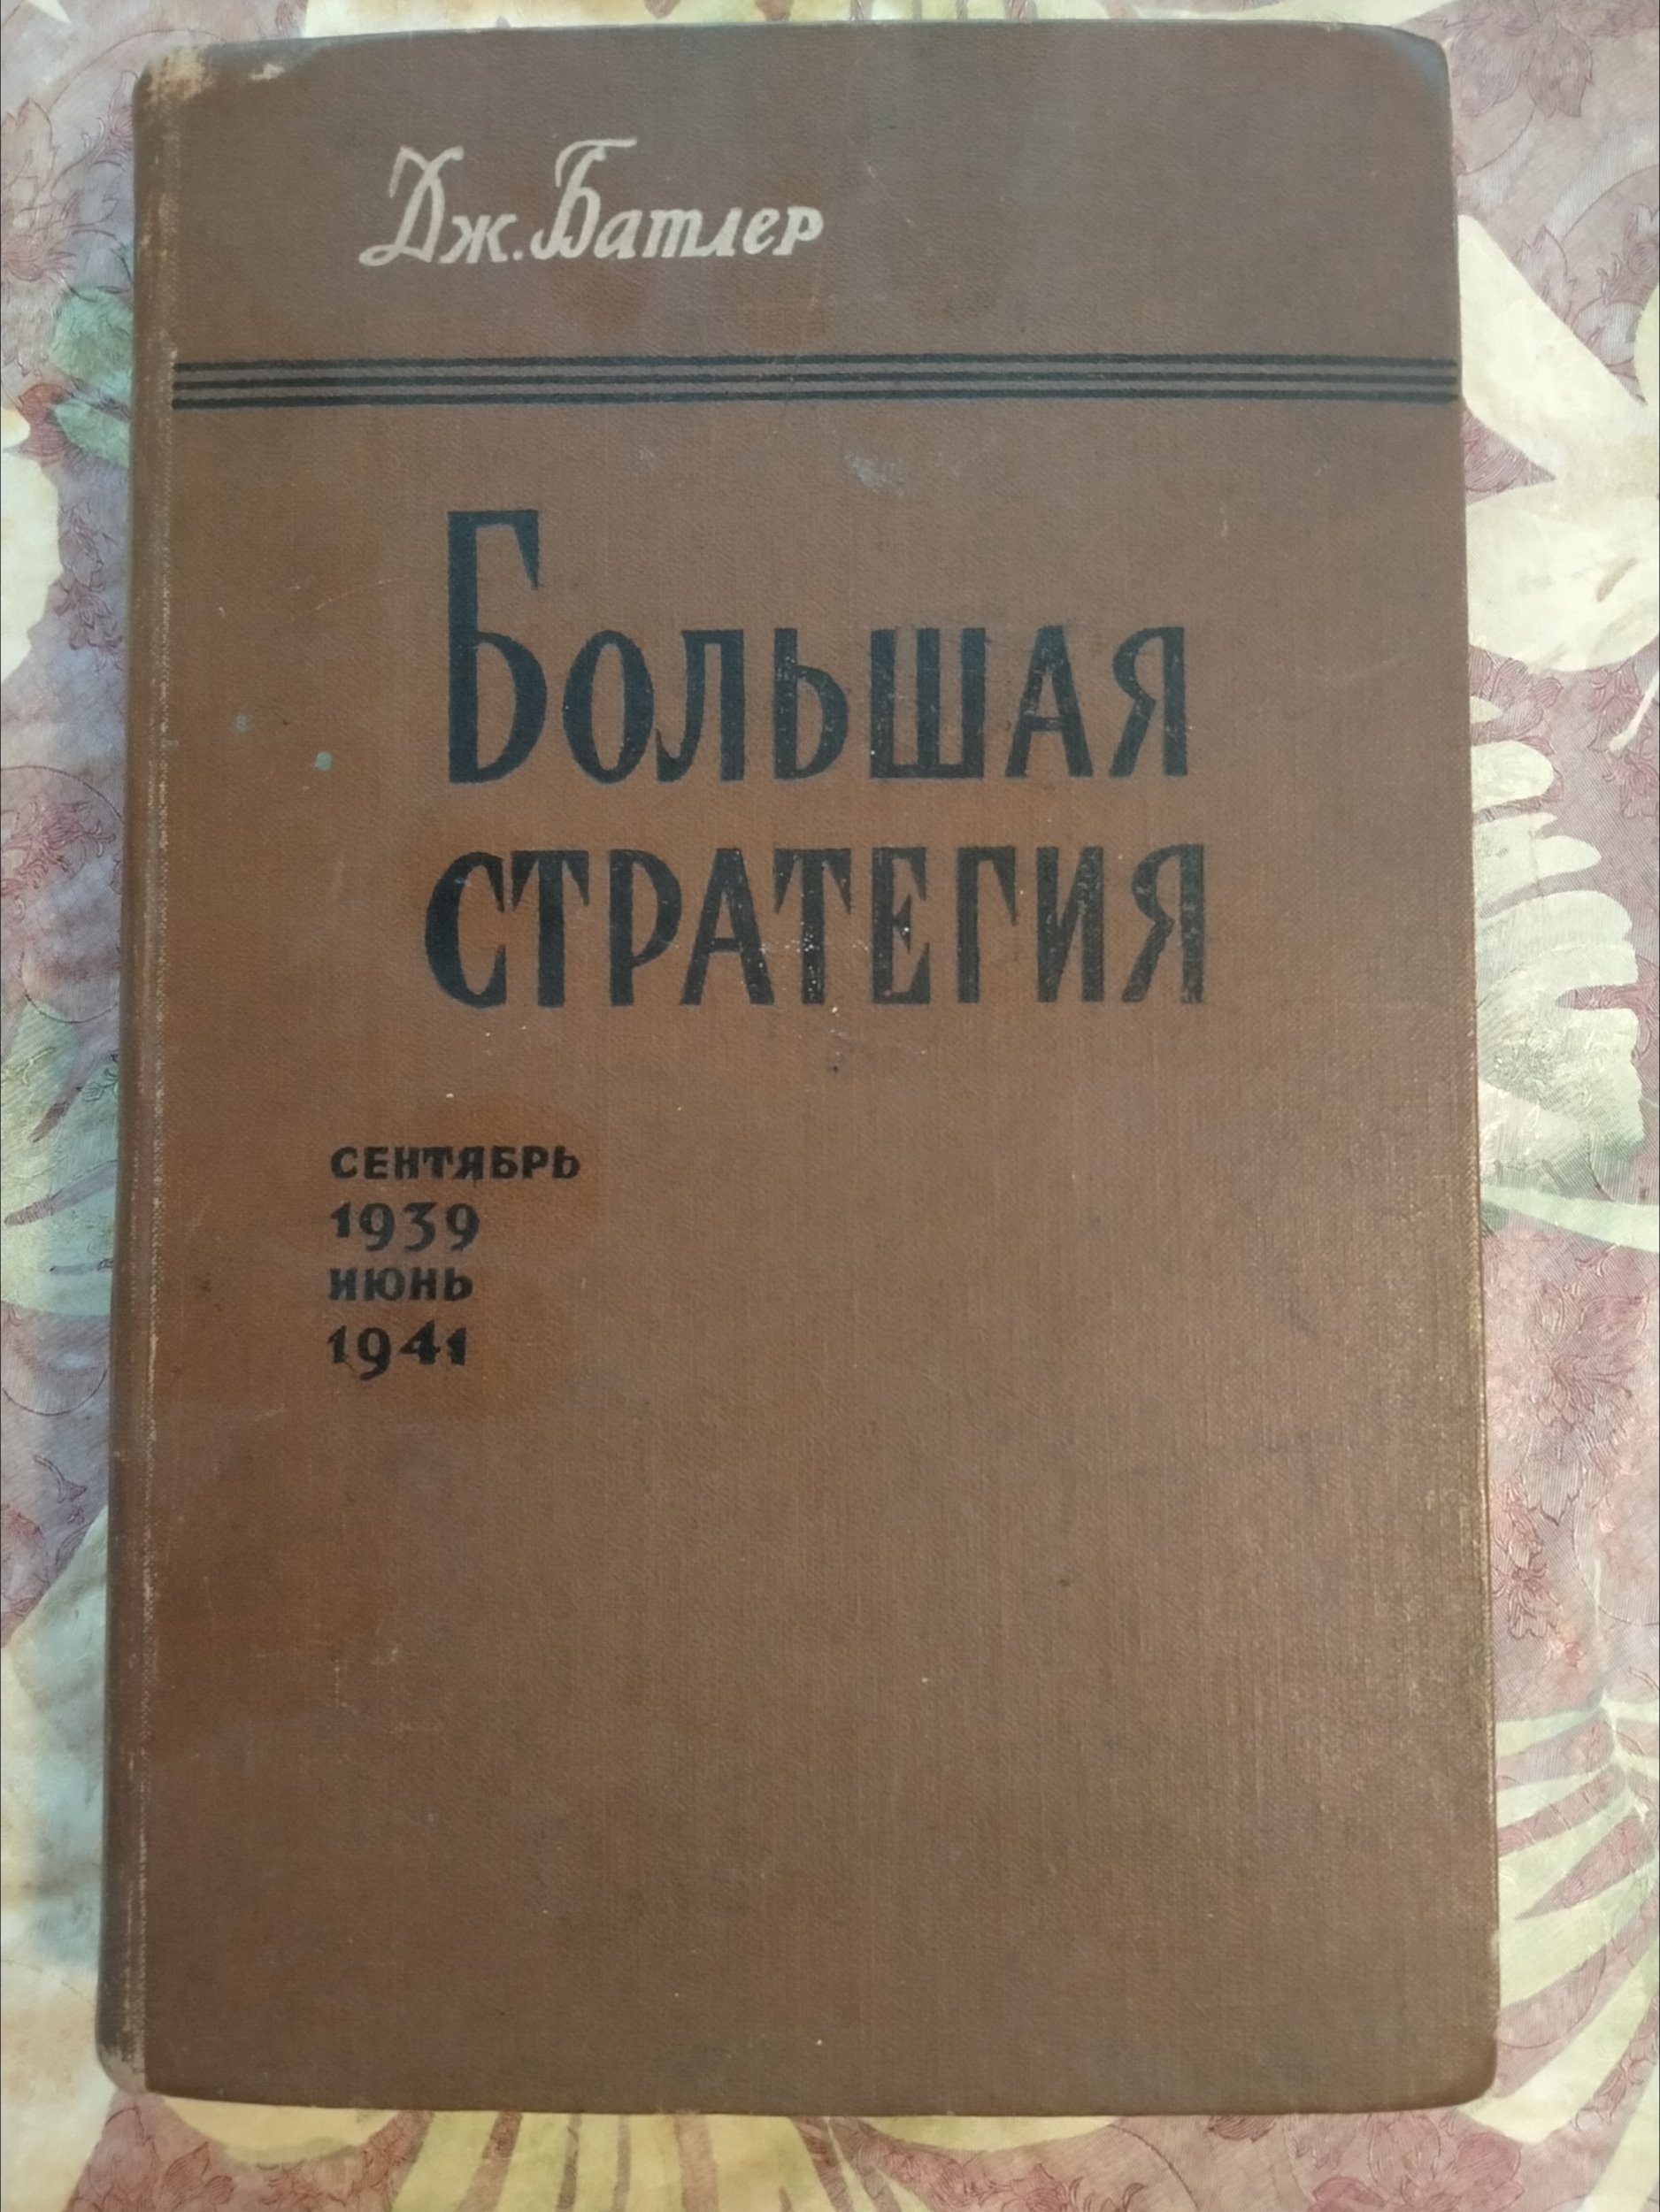 Дж. Батлер
Большая
стратегия
сентябрь
1939
июнь
1941